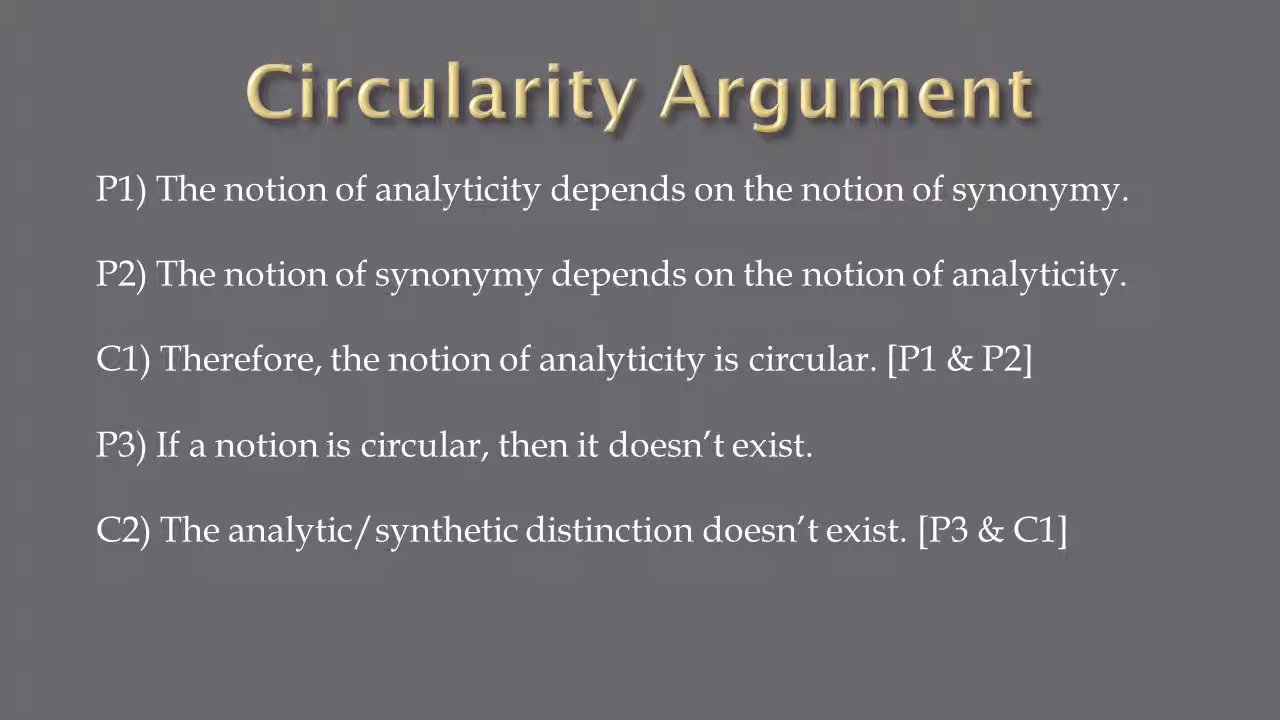 Circularity Argument
P1) The notion of analyticity depends on the notion of synonymy.
P2) The notion of synonymy depends on the notion of analyticity.
C1) Therefore, the notion of analyticity is circular. [P1 & P2]
P3) If a notion is circular, then it doesn’t exist.
C2) The analytic/synthetic distinction doesn’t exist. [P3 & C1]